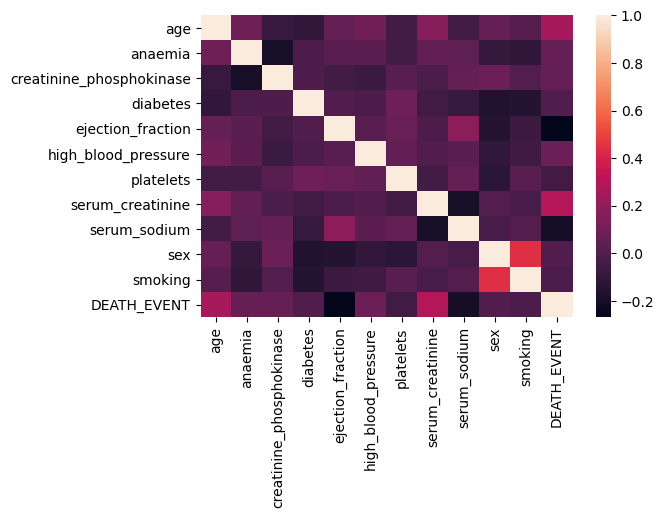 age
anaemia
creatinine_phosphokinase
diabetes
ejection_fraction
high_blood_pressure
platelets
serum_creatinine
serum_sodium
sex
smoking
DEATH_EVENT
age
anaemia
creatinine_phosphokinase
diabetes
ejection_fraction
high_blood_pressure
platelets
serum_creatinine
serum_sodium
sex
smoking
DEATH_EVENT
1.0
0.8
0.6
0.4
0.2
0.0
−0.2